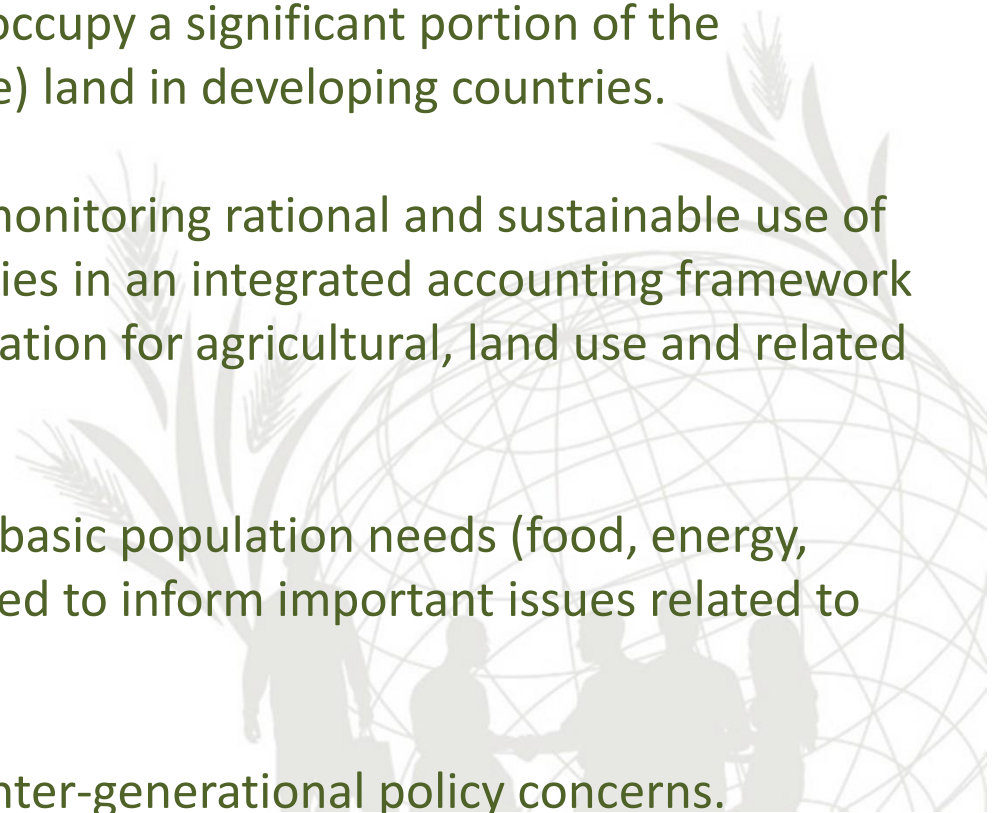 occupy a significant portion of the
e) land in developing countries.
monitoring rational and sustainable use of
ies in an integrated accounting framework
ation for agricultural, land use and related
basic population needs (food, energy,
ed to inform important issues related to
nter-generational policy concerns.